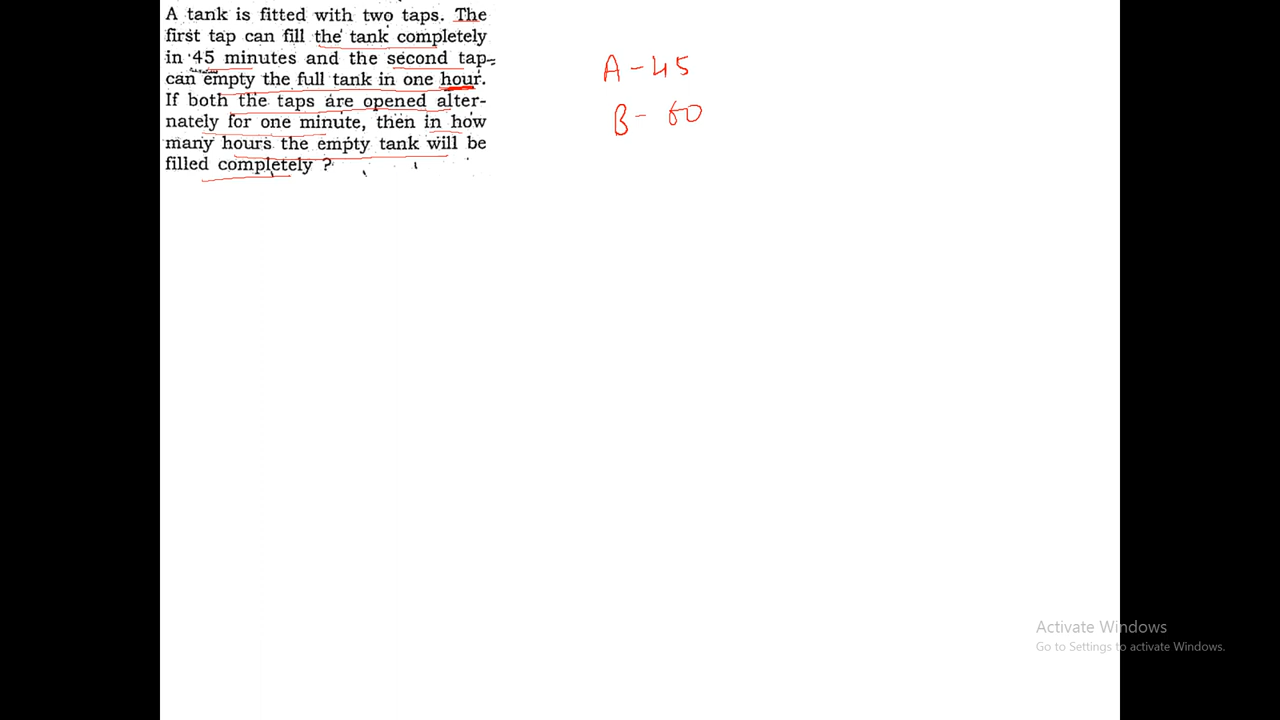 A tank is fitted with two taps. The
first tap can fill the tank completely
in 45 minutes and the second tap
can empty the full tank in one hour.
If both the taps are opened alter-
nately for one minute, then in how
many hours the empty tank will be
filled completely ?
A - 45
B - 60
Activate Windows
Go to Settings to activate Windows.